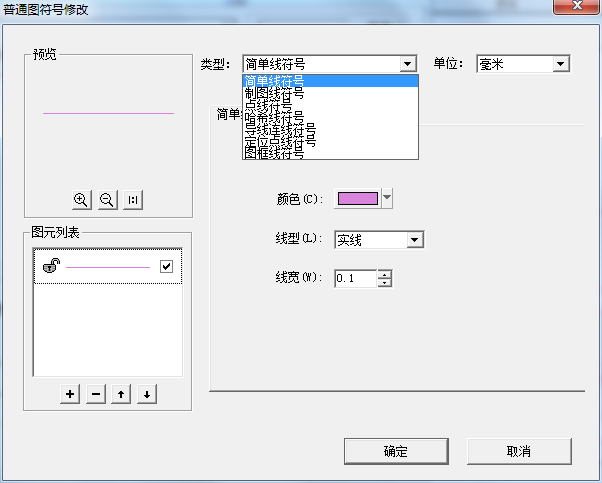 普通图符号修改
预览
类型:
简单线符号
单位:
毫米
简单线符号
制图线符号
点线符号
哈希线符号
导线连线符号
定位点线符号
图框线符号
简单
颜色(C):
线型(L):
实线
线宽(W):
0.1
图元列表
确定
取消